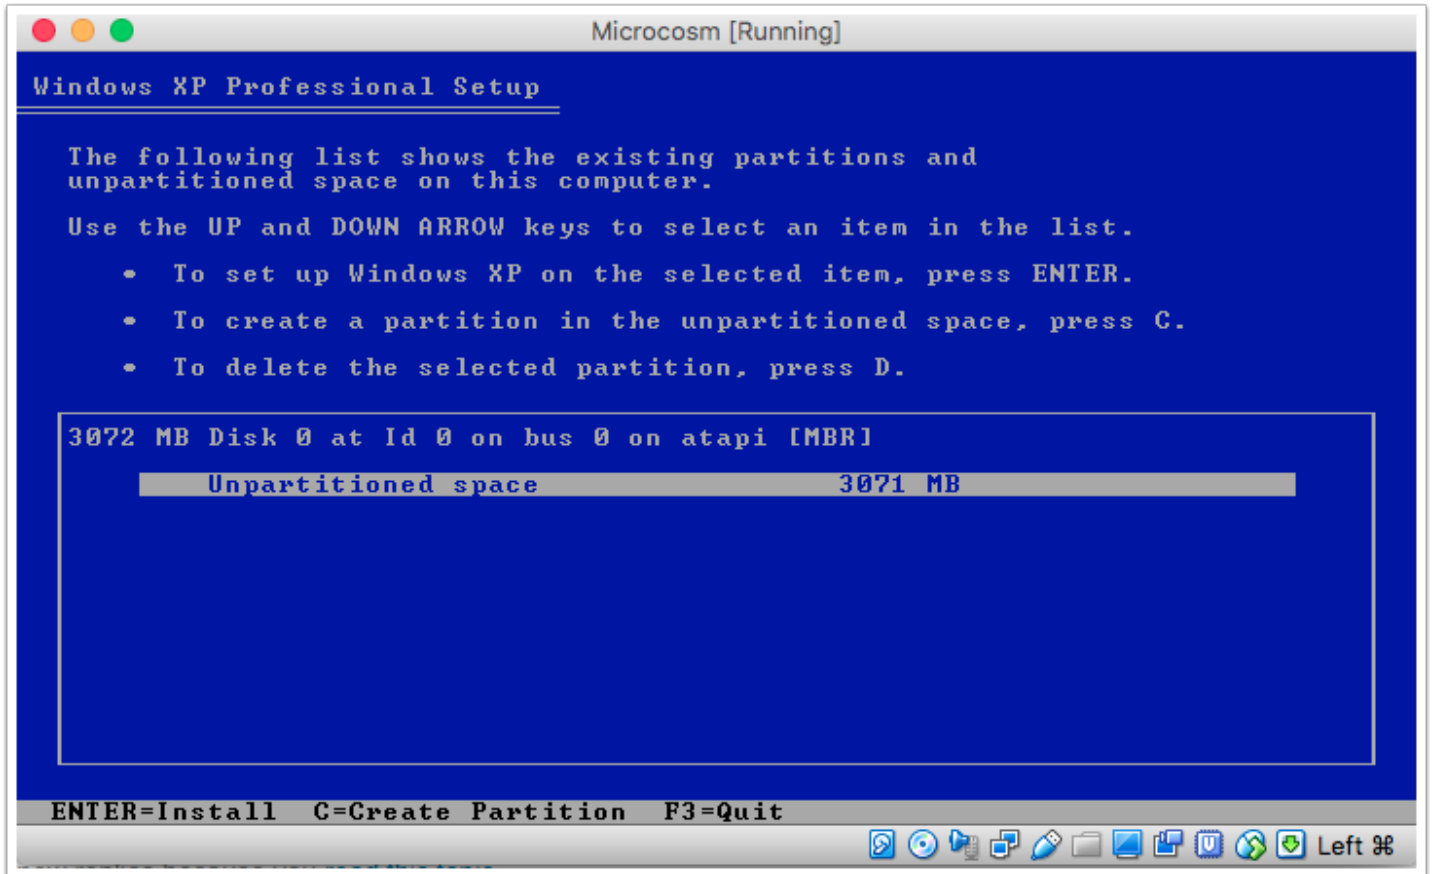 Microcosm [Running]
Windows XP Professional Setup
The following list shows the existing partitions and
unpartitioned space on this computer.
Use the UP and DOWN ARROW keys to select an item in the list.
• To set up Windows XP on the selected item, press ENTER.
• To create a partition in the unpartitioned space, press C.
• To delete the selected partition, press D.
3072 MB Disk 0 at Id 0 on bus 0 on atapi [MBR]
Unpartitioned space 3071 MB
ENTER=Install C=Create Partition F3=Quit
Left ⌘